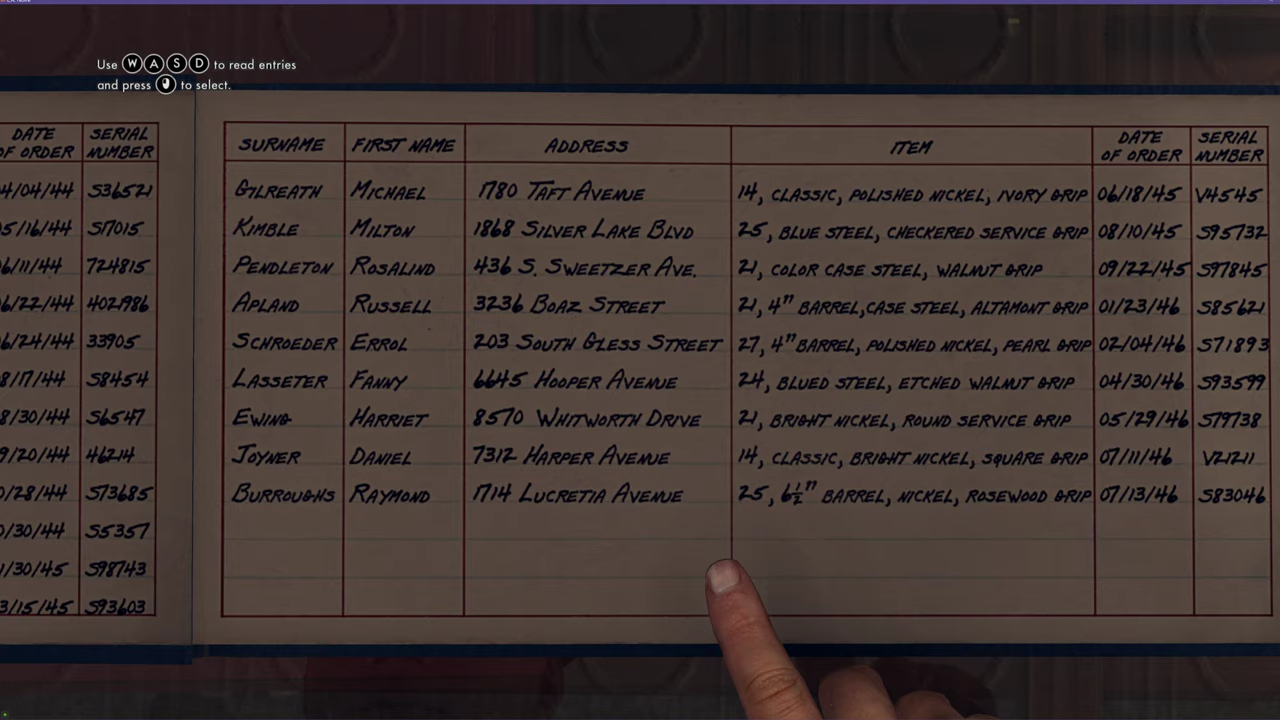 Use W A S D to read entries
and press to select.
DATE OF ORDER SERIAL NUMBER
4/04/44 S36521
5/16/44 S17015
6/11/44 724815
6/22/44 402986
6/24/44 33905
8/17/44 S8454
8/30/44 S6547
9/20/44 46214
0/28/44 S73685
0/30/44 S5357
1/30/45 S98743
3/15/45 S93603
SURNAME FIRST NAME ADDRESS ITEM DATE OF ORDER SERIAL NUMBER
GILREATH MICHAEL 1780 TAFT AVENUE 14, CLASSIC, POLISHED NICKEL, IVORY GRIP 06/18/45 V4545
KIMBLE MILTON 1868 SILVER LAKE BLVD 25, BLUE STEEL, CHECKERED SERVICE GRIP 08/10/45 S95732
PENDLETON ROSALIND 436 S. SWEETZER AVE. 21, COLOR CASE STEEL, WALNUT GRIP 09/22/45 S97845
APLAND RUSSELL 3236 BOAZ STREET 21, 4" BARREL, CASE STEEL, ALTAMONT GRIP 01/23/46 S85621
SCHROEDER ERROL 203 SOUTH GLESS STREET 27, 4" BARREL, POLISHED NICKEL, PEARL GRIP 02/04/46 S71893
LASSETER FANNY 6645 HOOPER AVENUE 24, BLUED STEEL, ETCHED WALNUT GRIP 04/30/46 S93599
EWING HARRIET 8570 WHITWORTH DRIVE 21, BRIGHT NICKEL, ROUND SERVICE GRIP 05/29/46 S79738
JOYNER DANIEL 7312 HARPER AVENUE 14, CLASSIC, BRIGHT NICKEL, SQUARE GRIP 07/11/46 V21211
BURROUGHS RAYMOND 1714 LUCRETIA AVENUE 25, 6½" BARREL, NICKEL, ROSEWOOD GRIP 07/13/46 S83046